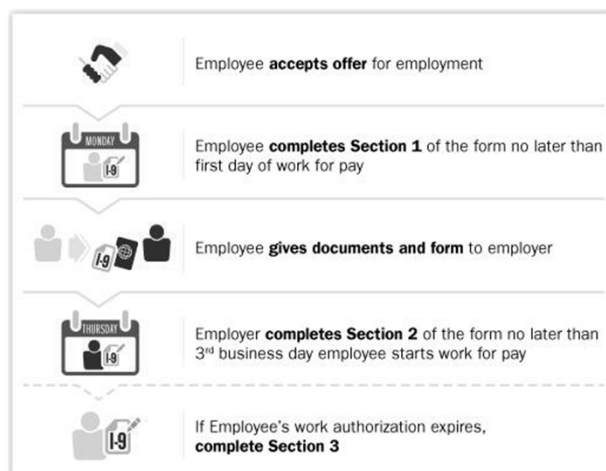 Employee accepts offer for employment
MONDAY
I-9
Employee completes Section 1 of the form no later than
first day of work for pay
I-9
Employee gives documents and form to employer
THURSDAY
I-9
Employer completes Section 2 of the form no later than
3rd business day employee starts work for pay
I-9
If Employee's work authorization expires,
complete Section 3